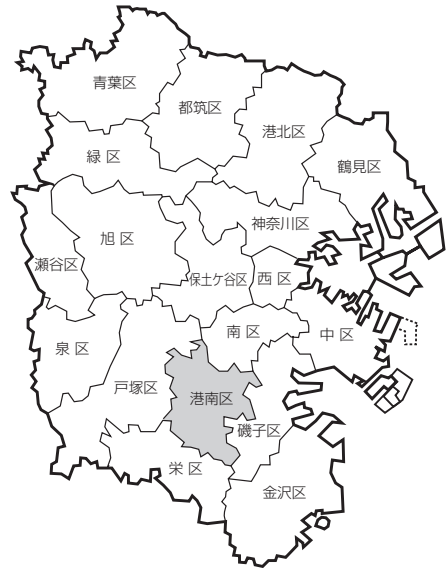 青葉区
都筑区
港北区
緑区
鶴見区
神奈川区
旭区
瀬谷区
保土ケ谷区
西区
南区
中区
泉区
戸塚区
港南区
磯子区
栄区
金沢区